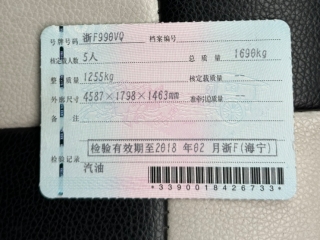 号牌号码 浙F990VQ 档案编号
核定载人数 5人 总质量 1690kg
整备质量 1255kg 核定载质量 --
外廓尺寸 4587×1798×1463mm 准牵引总质量 --
备注
检验有效期至2018年02月浙F(海宁)
检验记录
汽油
*3390018426733*